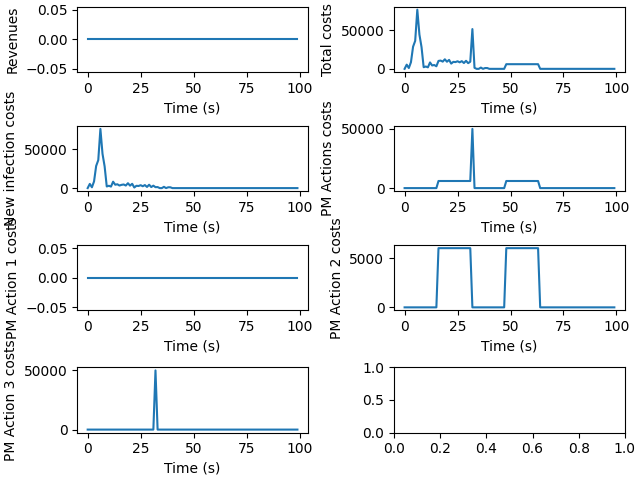 Revenues
0.05
0.00
−0.05
0 25 50 75 100
Time (s)
Total costs
50000
0
0 25 50 75 100
Time (s)
New infection costs
50000
0
0 25 50 75 100
Time (s)
PM Actions costs
50000
0
0 25 50 75 100
Time (s)
PM Action 1 costs
0.05
0.00
−0.05
0 25 50 75 100
Time (s)
PM Action 2 costs
5000
0
0 25 50 75 100
Time (s)
PM Action 3 costs
50000
0
0 25 50 75 100
Time (s)
1.0
0.5
0.0
0.0 0.2 0.4 0.6 0.8 1.0